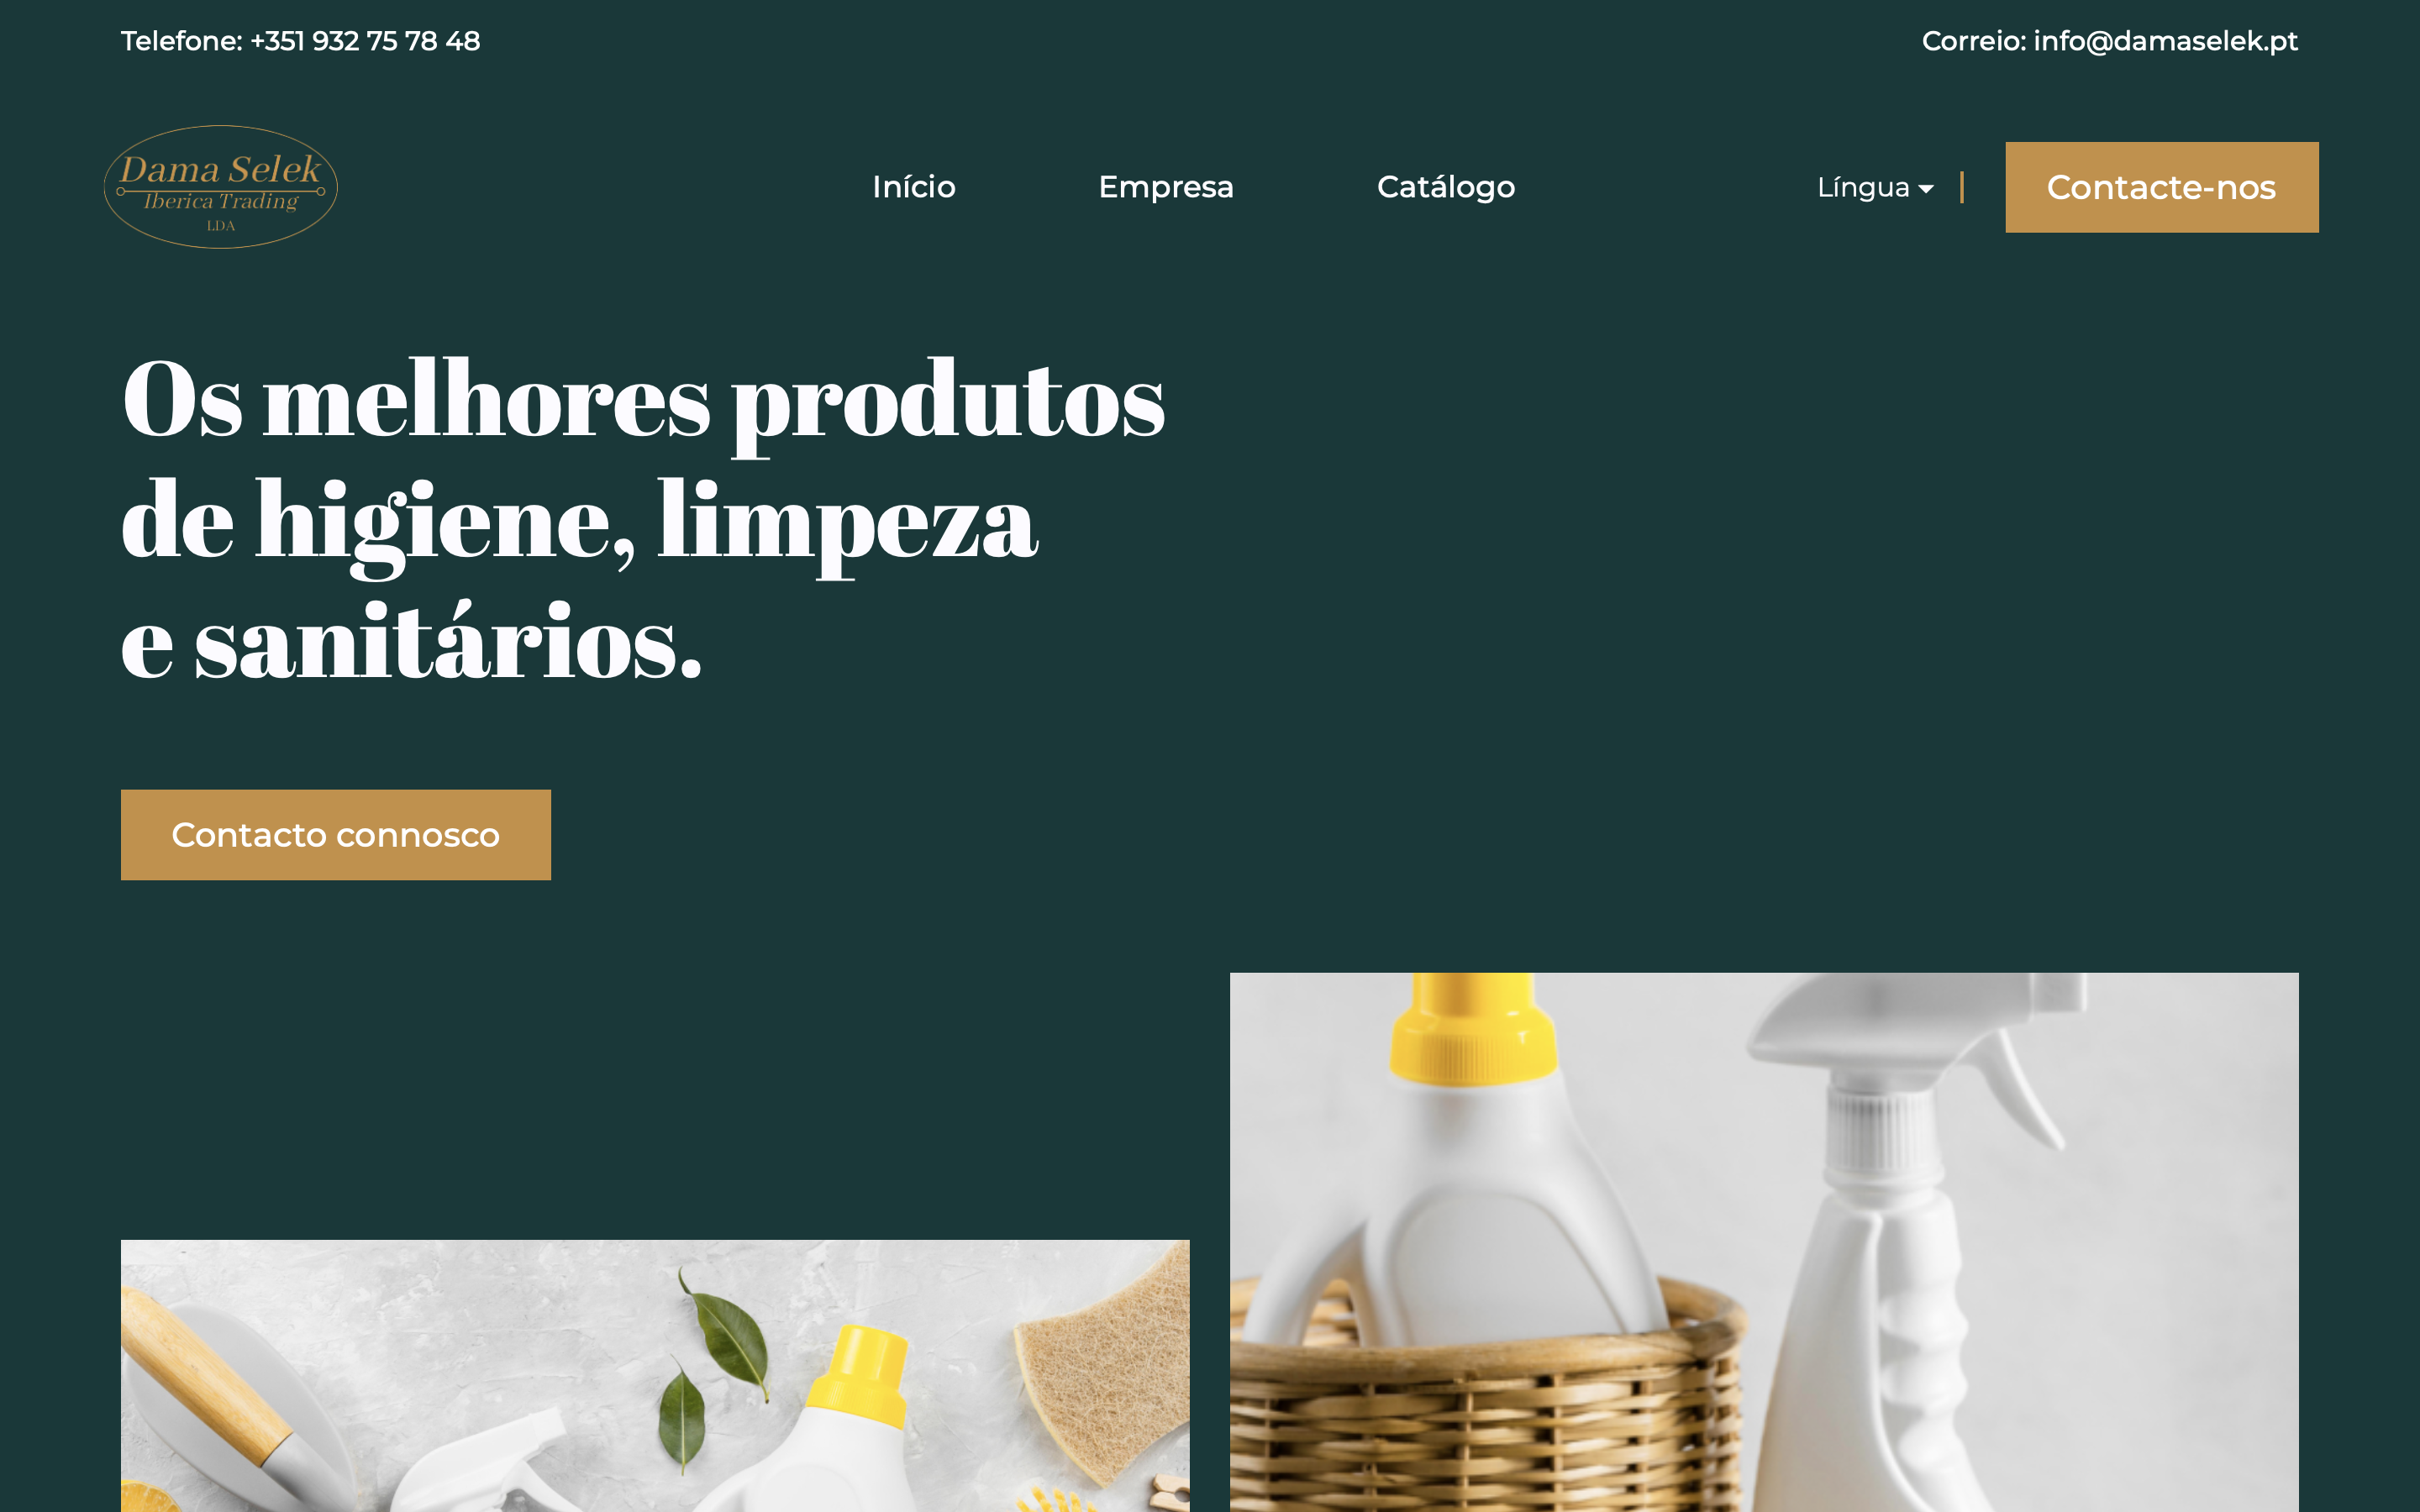 Telefone: +351 932 75 78 48
Correio: info@damaselek.pt
Dama Selek
Iberica Trading
LDA
Início
Empresa
Catálogo
Língua
Contacte-nos
Os melhores produtos
de higiene, limpeza
e sanitários.
Contacto connosco